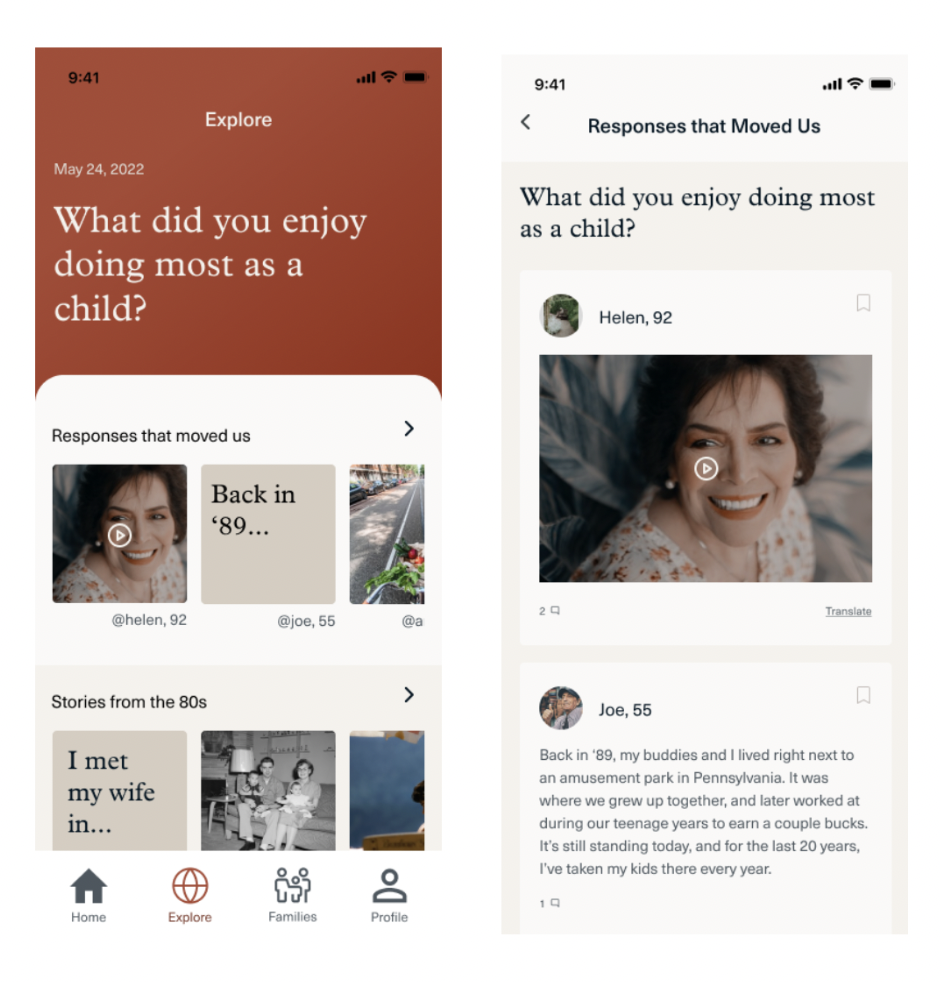 9:41
Explore
May 24, 2022
What did you enjoy
doing most as a
child?
Responses that moved us
Back in
‘89...
@helen, 92
@joe, 55
@a
Stories from the 80s
I met
my wife
in...
Home
Explore
Families
Profile
9:41
Responses that Moved Us
What did you enjoy doing most
as a child?
Helen, 92
2
Translate
Joe, 55
Back in ‘89, my buddies and I lived right next to
an amusement park in Pennsylvania. It was
where we grew up together, and later worked at
during our teenage years to earn a couple bucks.
It’s still standing today, and for the last 20 years,
I’ve taken my kids there every year.
1